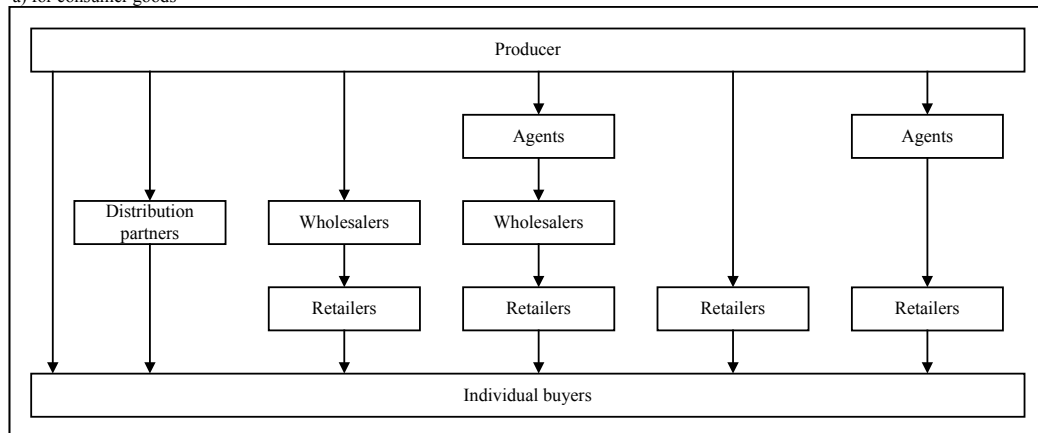 a) for consumer goods
Producer
Agents
Agents
Distribution
partners
Wholesalers
Wholesalers
Retailers
Retailers
Retailers
Retailers
Individual buyers